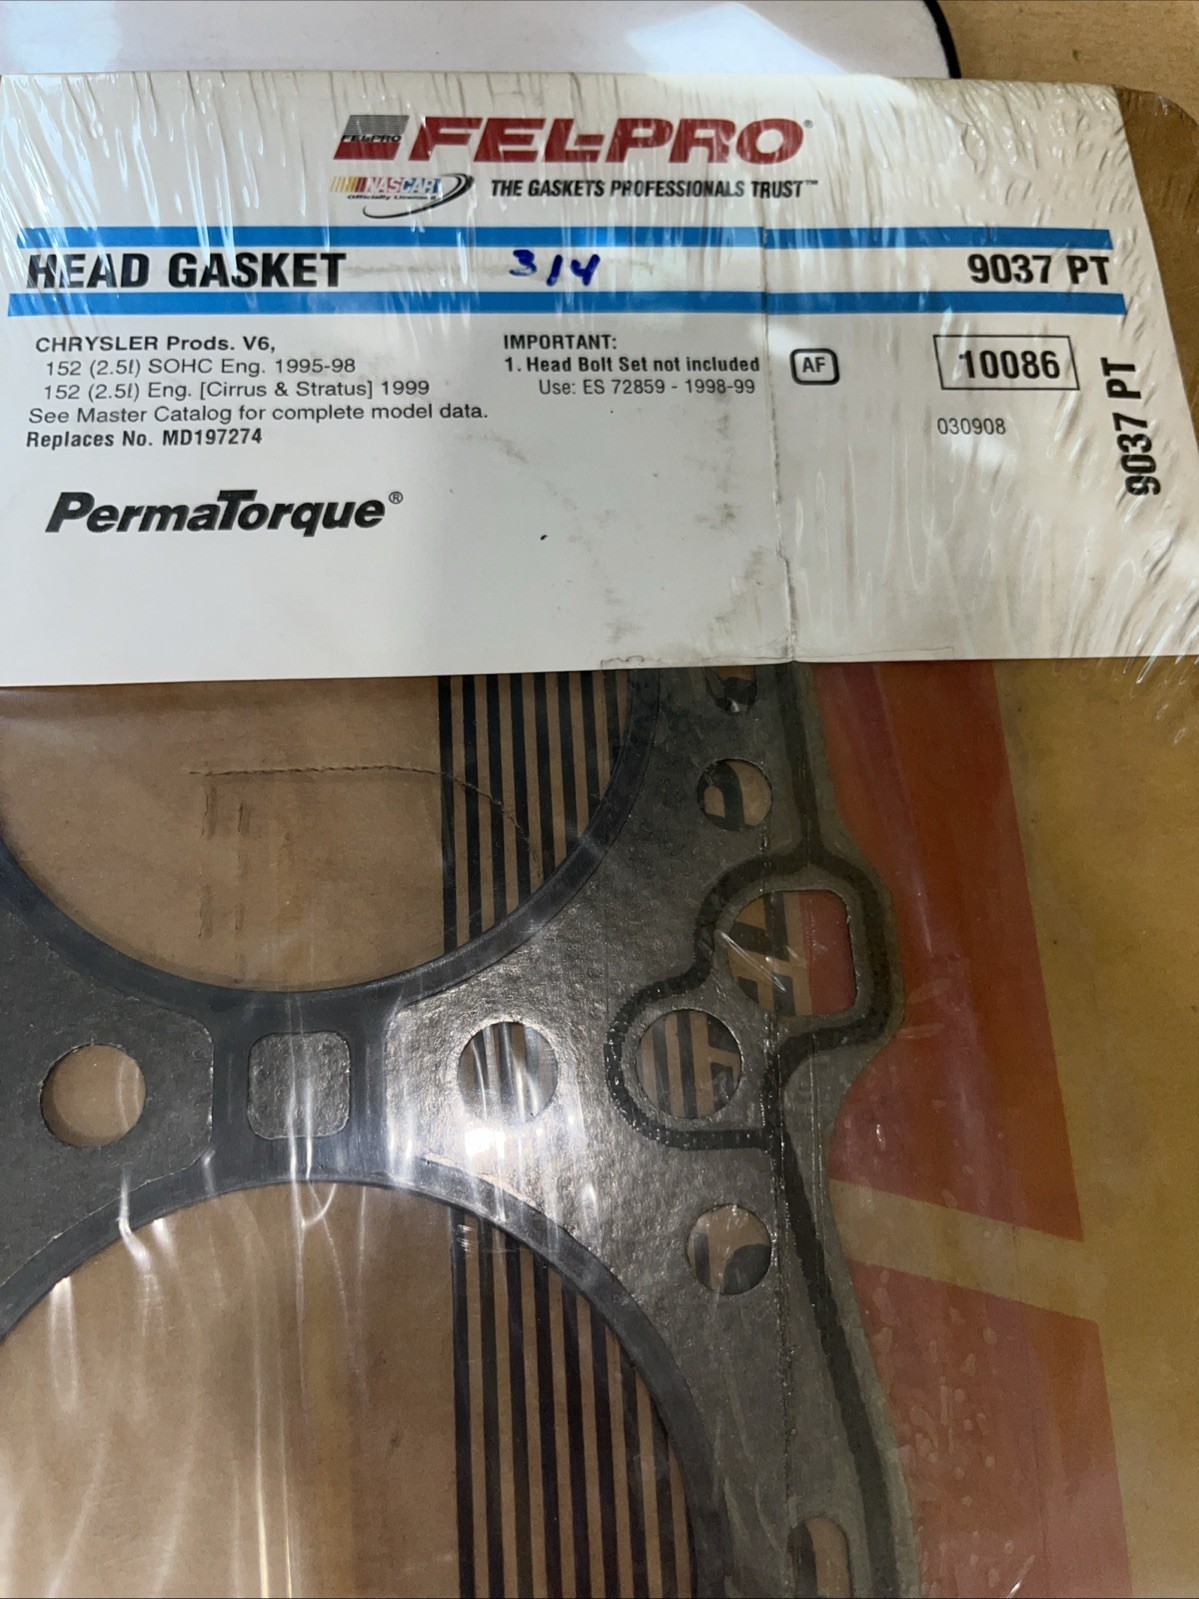 FEL-PRO
FEL-PRO®
NASCAR
THE GASKETS PROFESSIONALS TRUST™
Officially Licensed
HEAD GASKET 3/4 9037 PT
CHRYSLER Prods. V6,
152 (2.5l) SOHC Eng. 1995-98
152 (2.5l) Eng. [Cirrus & Stratus] 1999
See Master Catalog for complete model data.
Replaces No. MD197274
IMPORTANT:
1. Head Bolt Set not included
Use: ES 72859 - 1998-99
AF
10086
030908
9037 PT
PermaTorque®